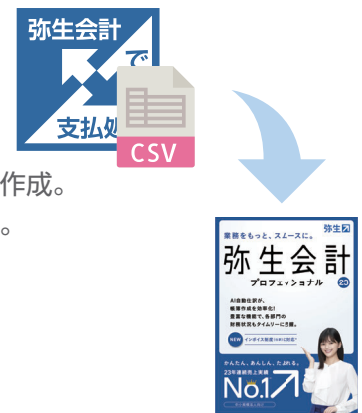 弥生会計
で
支払処
CSV
作成。
。
弥生
業務をもっと、スムースに。
弥生会計
プロフェッショナル 23
AI自動仕訳が、
帳簿作成を効率化!
豊富な機能で、各部門の
財務状況もタイムリーに把握。
NEW インボイス制度
かんたん、あんしん、たよれる。
23年連続売上実績
No.1